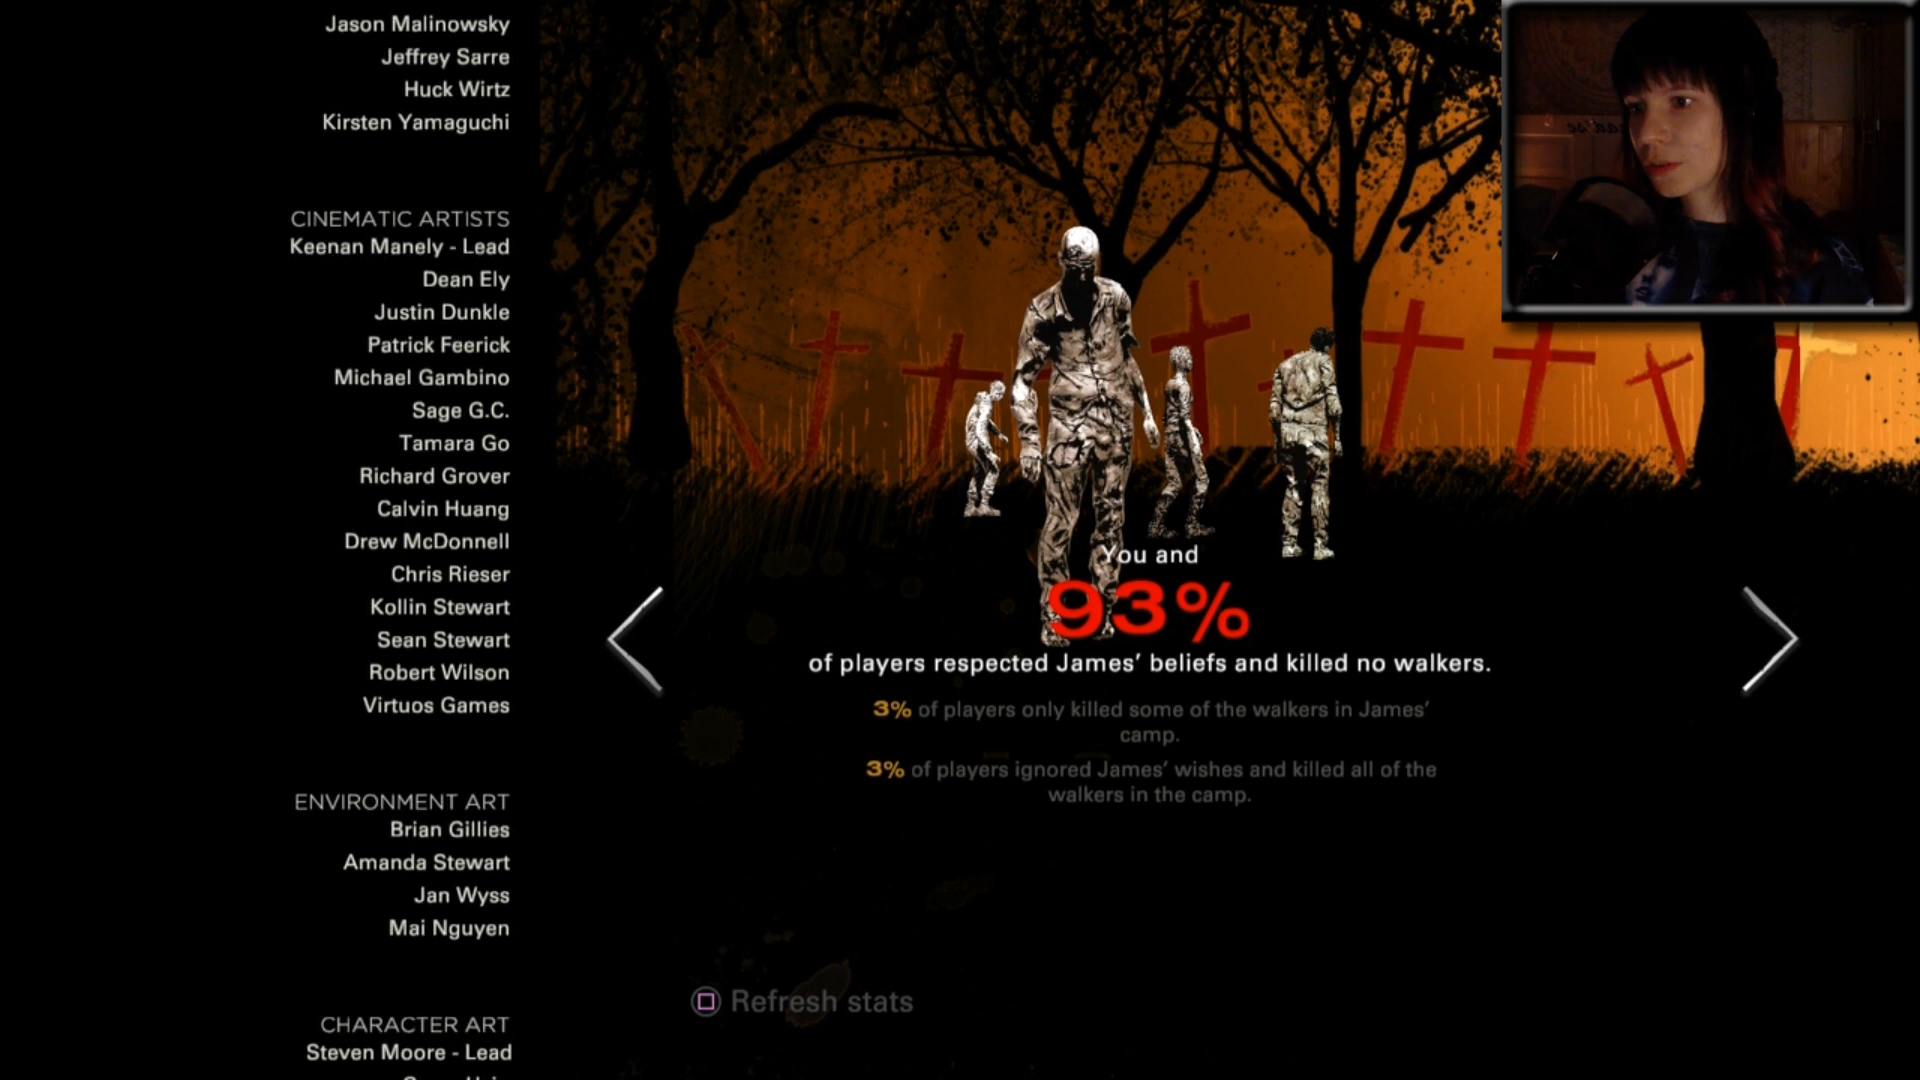 Jason Malinowsky
Jeffrey Sarre
Huck Wirtz
Kirsten Yamaguchi
CINEMATIC ARTISTS
Keenan Manely - Lead
Dean Ely
Justin Dunkle
Patrick Feerick
Michael Gambino
Sage G.C.
Tamara Go
Richard Grover
Calvin Huang
Drew McDonnell
Chris Rieser
Kollin Stewart
Sean Stewart
Robert Wilson
Virtuos Games
ENVIRONMENT ART
Brian Gillies
Amanda Stewart
Jan Wyss
Mai Nguyen
CHARACTER ART
Steven Moore - Lead
You and
93%
of players respected James' beliefs and killed no walkers.
3% of players only killed some of the walkers in James'
camp.
3% of players ignored James' wishes and killed all of the
walkers in the camp.
Refresh stats